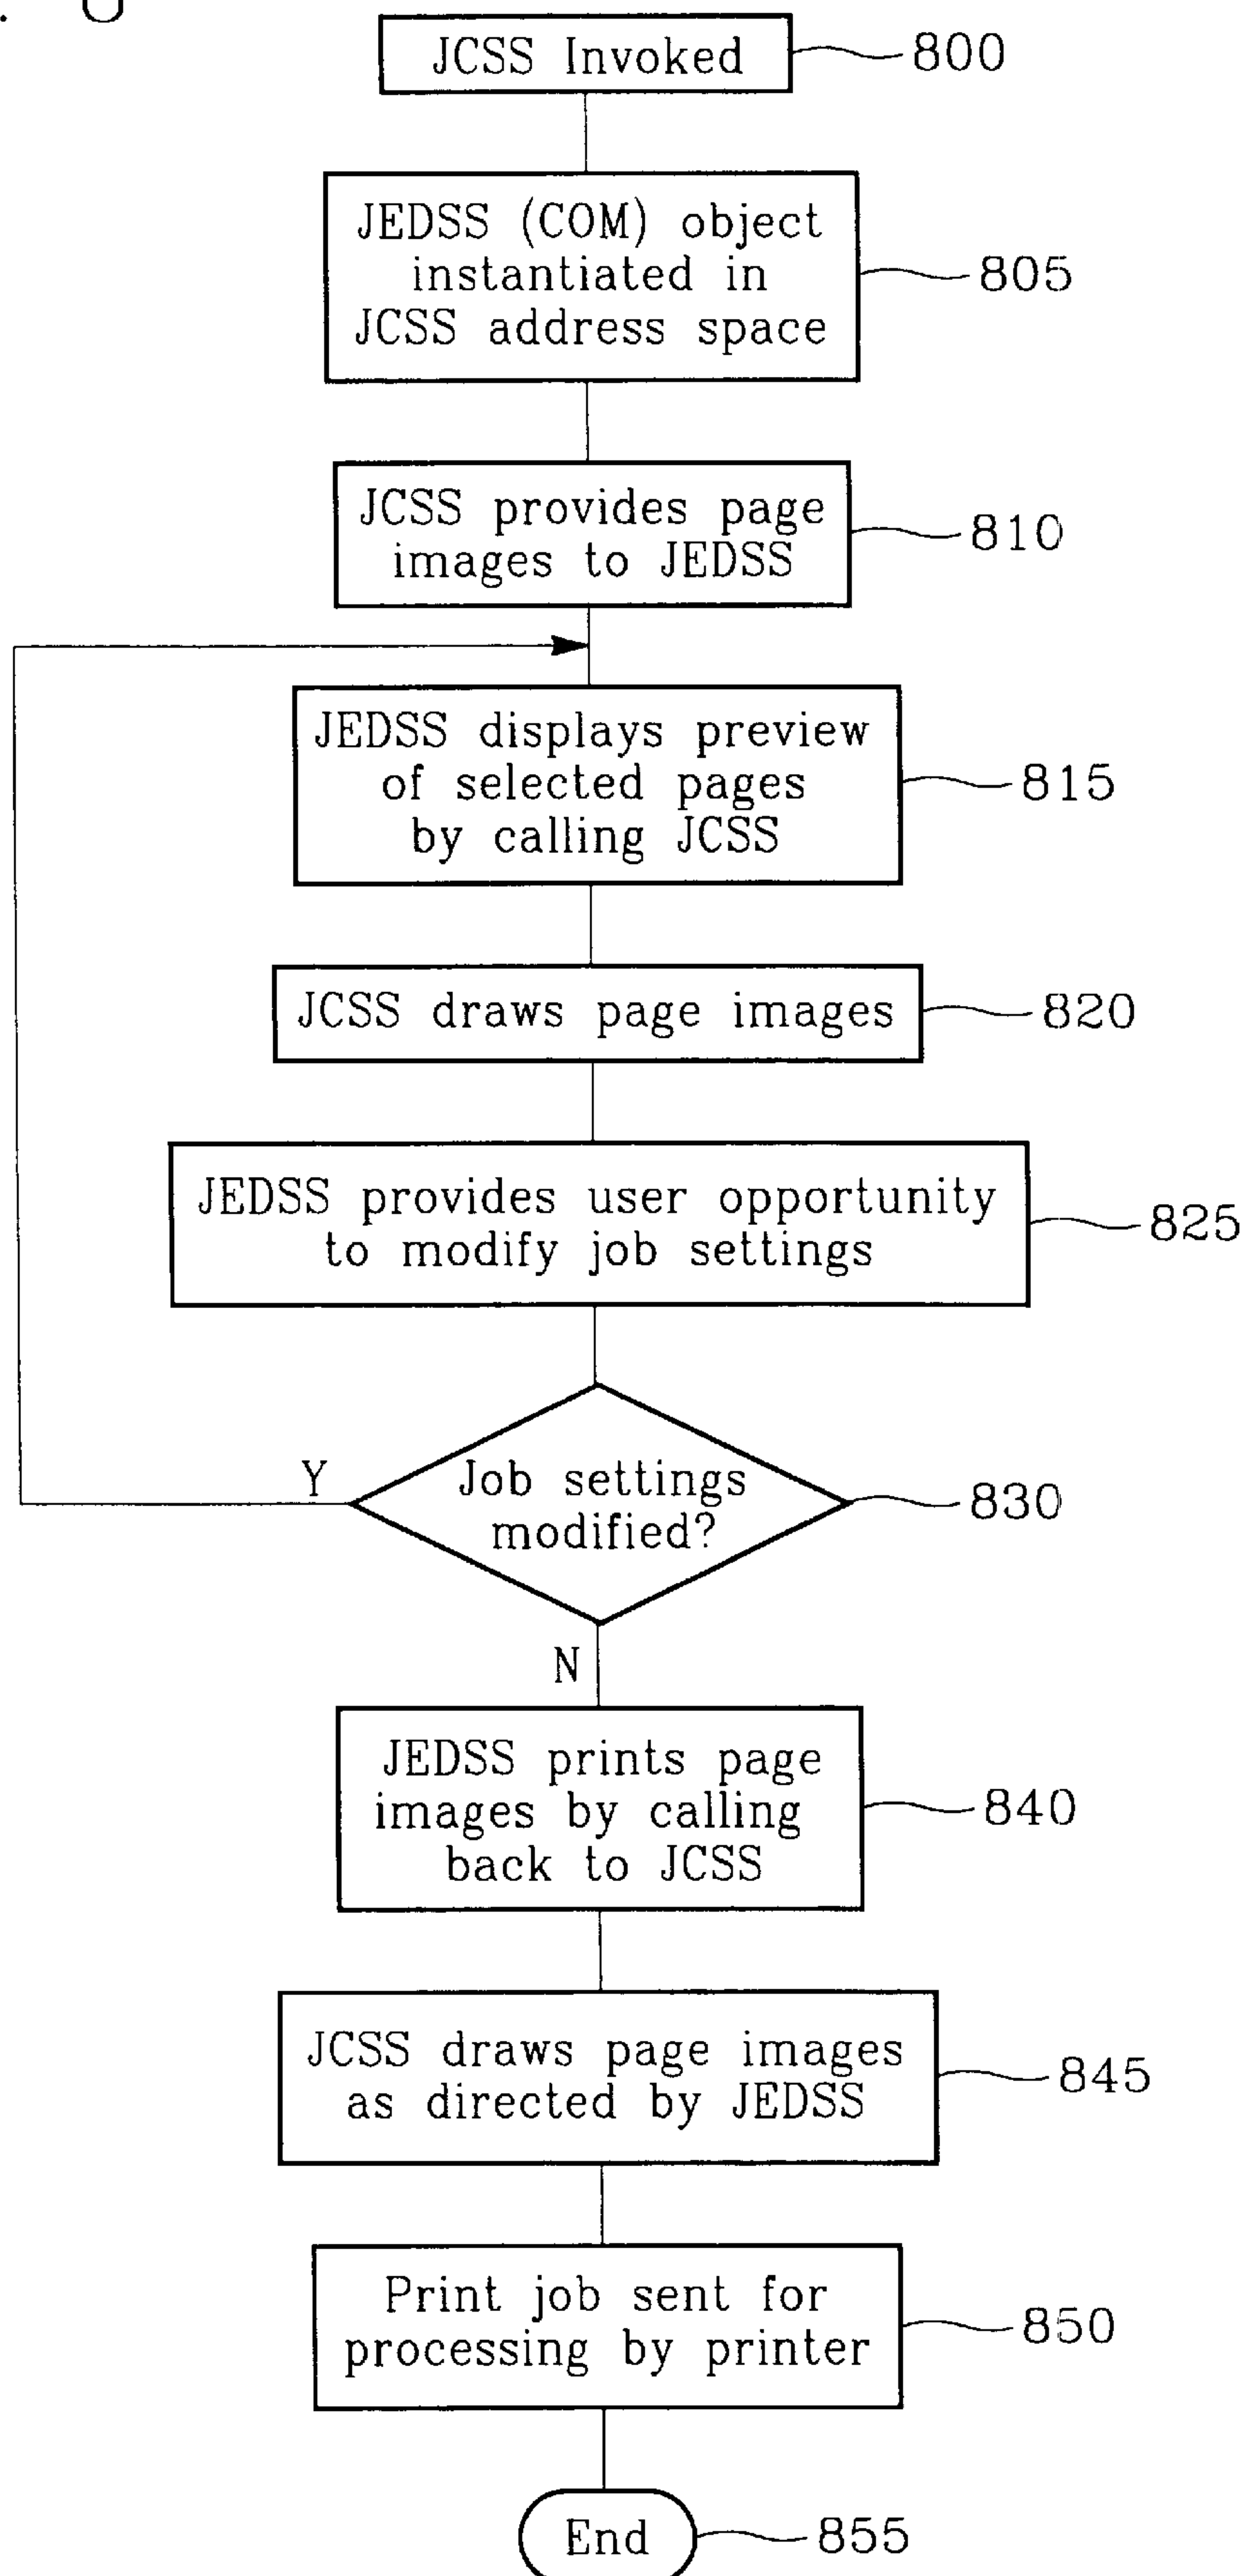 JCSS Invoked
800
JEDSS (COM) object
instantiated in
JCSS address space
805
JCSS provides page
images to JEDSS
810
JEDSS displays preview
of selected pages
by calling JCSS
815
JCSS draws page images
820
JEDSS provides user opportunity
to modify job settings
825
Y
Job settings
modified?
830
N
JEDSS prints page
images by calling
back to JCSS
840
JCSS draws page images
as directed by JEDSS
845
Print job sent for
processing by printer
850
End
855